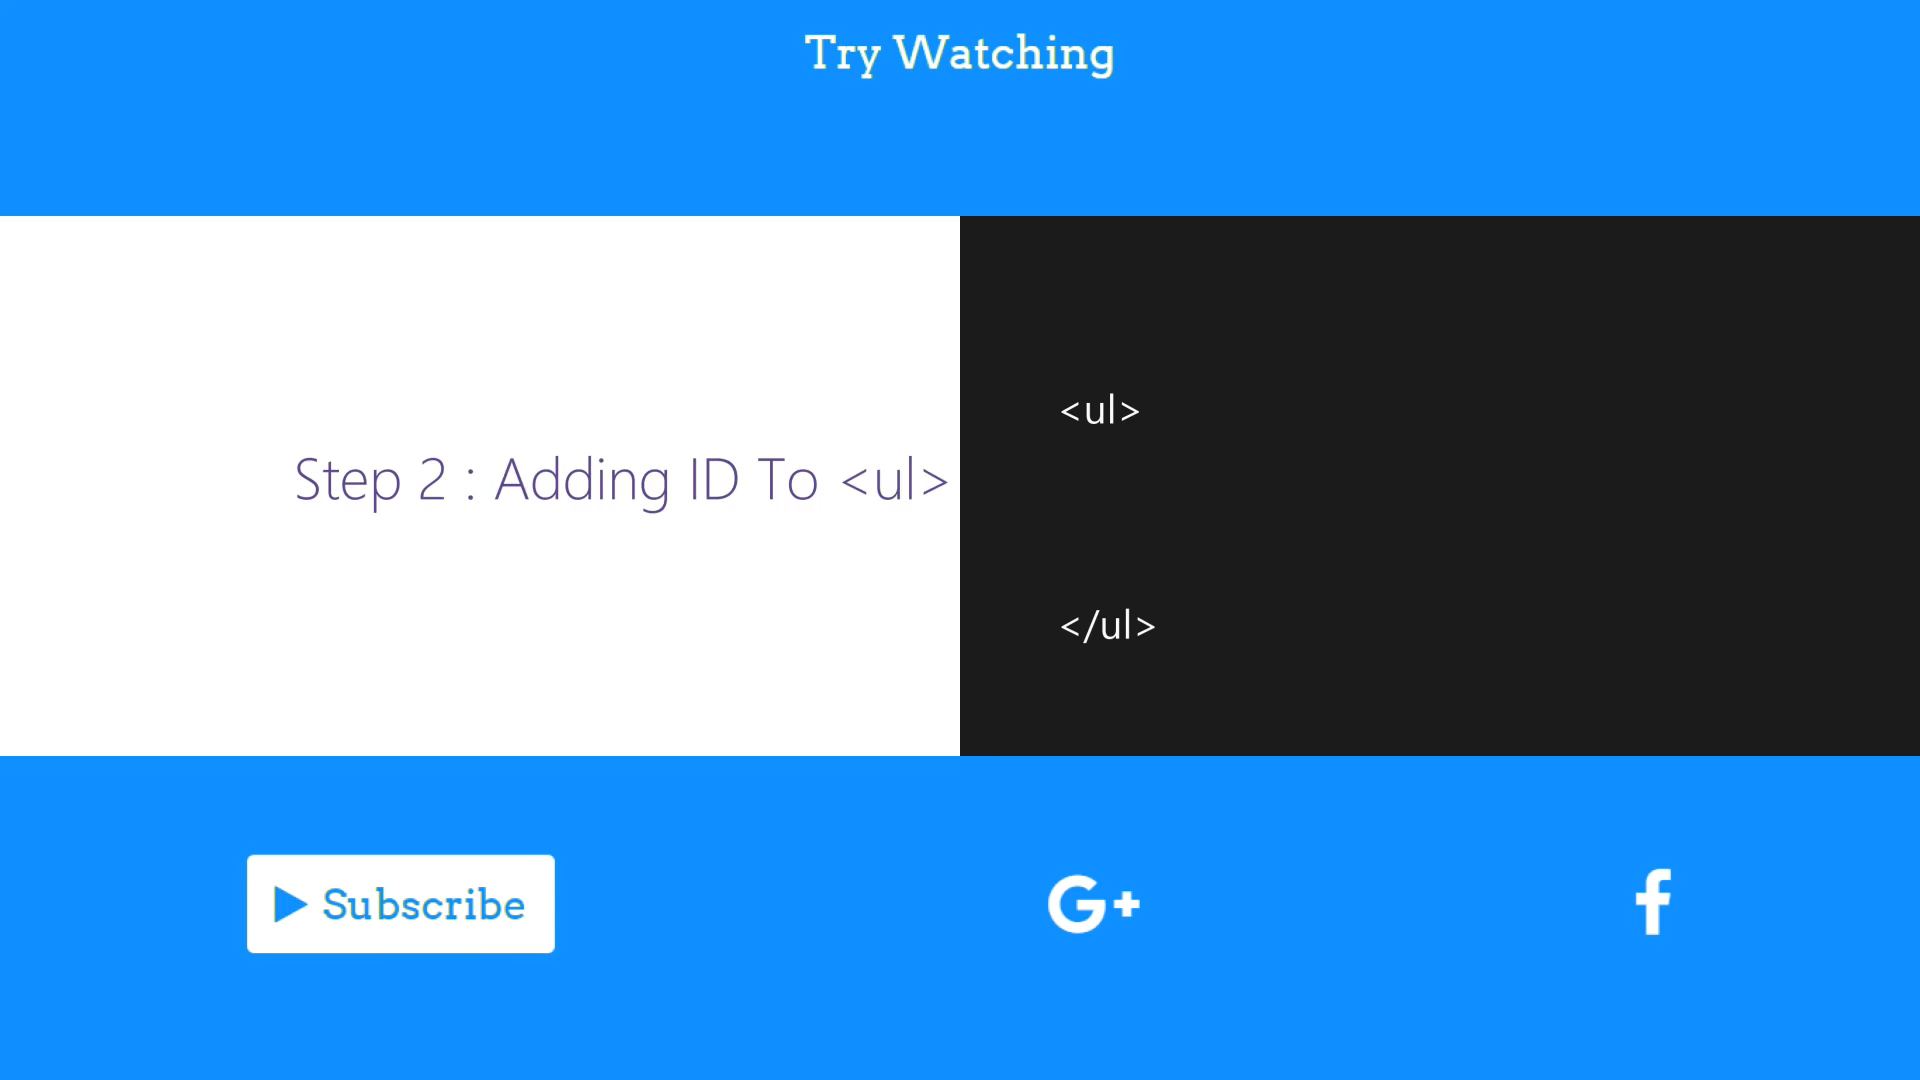 Try Watching
Step 2 : Adding ID To <ul>
<ul>
</ul>
Subscribe
G+
f